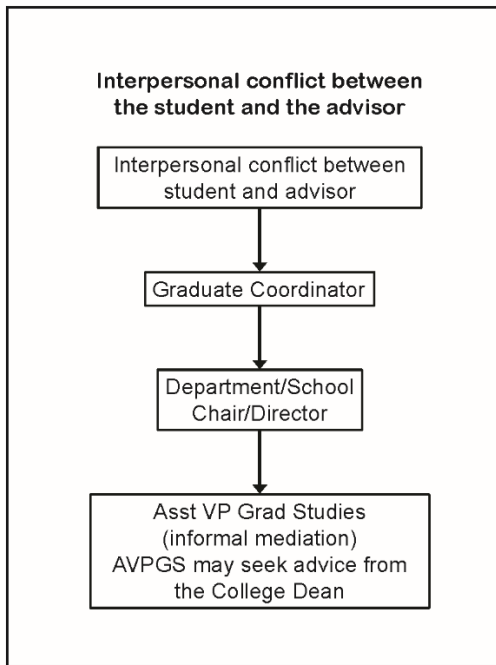 Interpersonal conflict between
the student and the advisor
Interpersonal conflict between
student and advisor
Graduate Coordinator
Department/School
Chair/Director
Asst VP Grad Studies
(informal mediation)
AVPGS may seek advice from
the College Dean